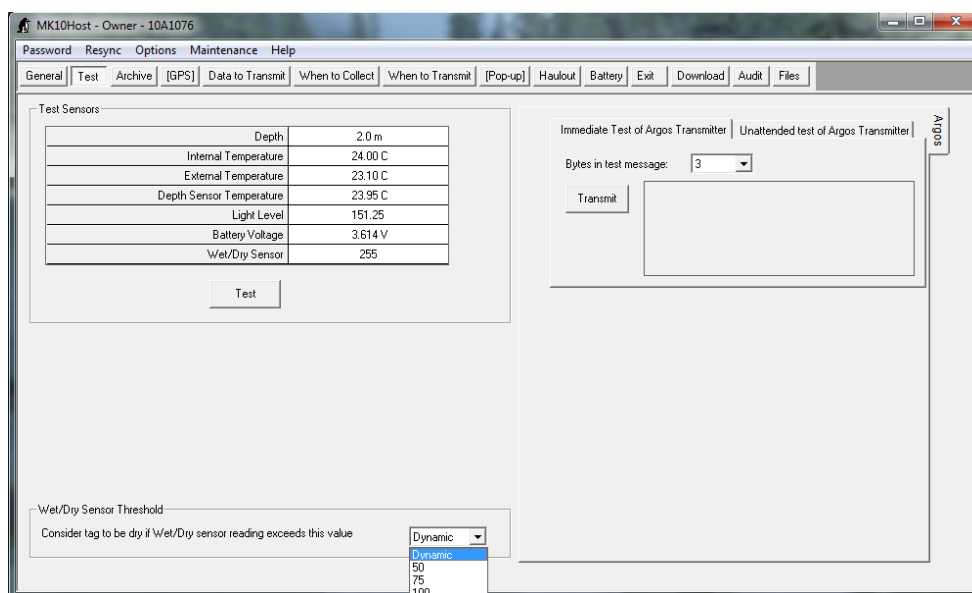 MK10Host - Owner - 10A1076
Password Resync Options Maintenance Help
General Test Archive [GPS] Data to Transmit When to Collect When to Transmit [Pop-up] Haulout Battery Exit Download Audit Files
Test Sensors
Depth 2.0 m
Internal Temperature 24.00 C
External Temperature 23.10 C
Depth Sensor Temperature 23.95 C
Light Level 151.25
Battery Voltage 3.614 V
Wet/Dry Sensor 255
Test
Argos
Immediate Test of Argos Transmitter Unattended test of Argos Transmitter
Bytes in test message: 3
Transmit
Wet/Dry Sensor Threshold
Consider tag to be dry if Wet/Dry sensor reading exceeds this value Dynamic
Dynamic
50
75
100